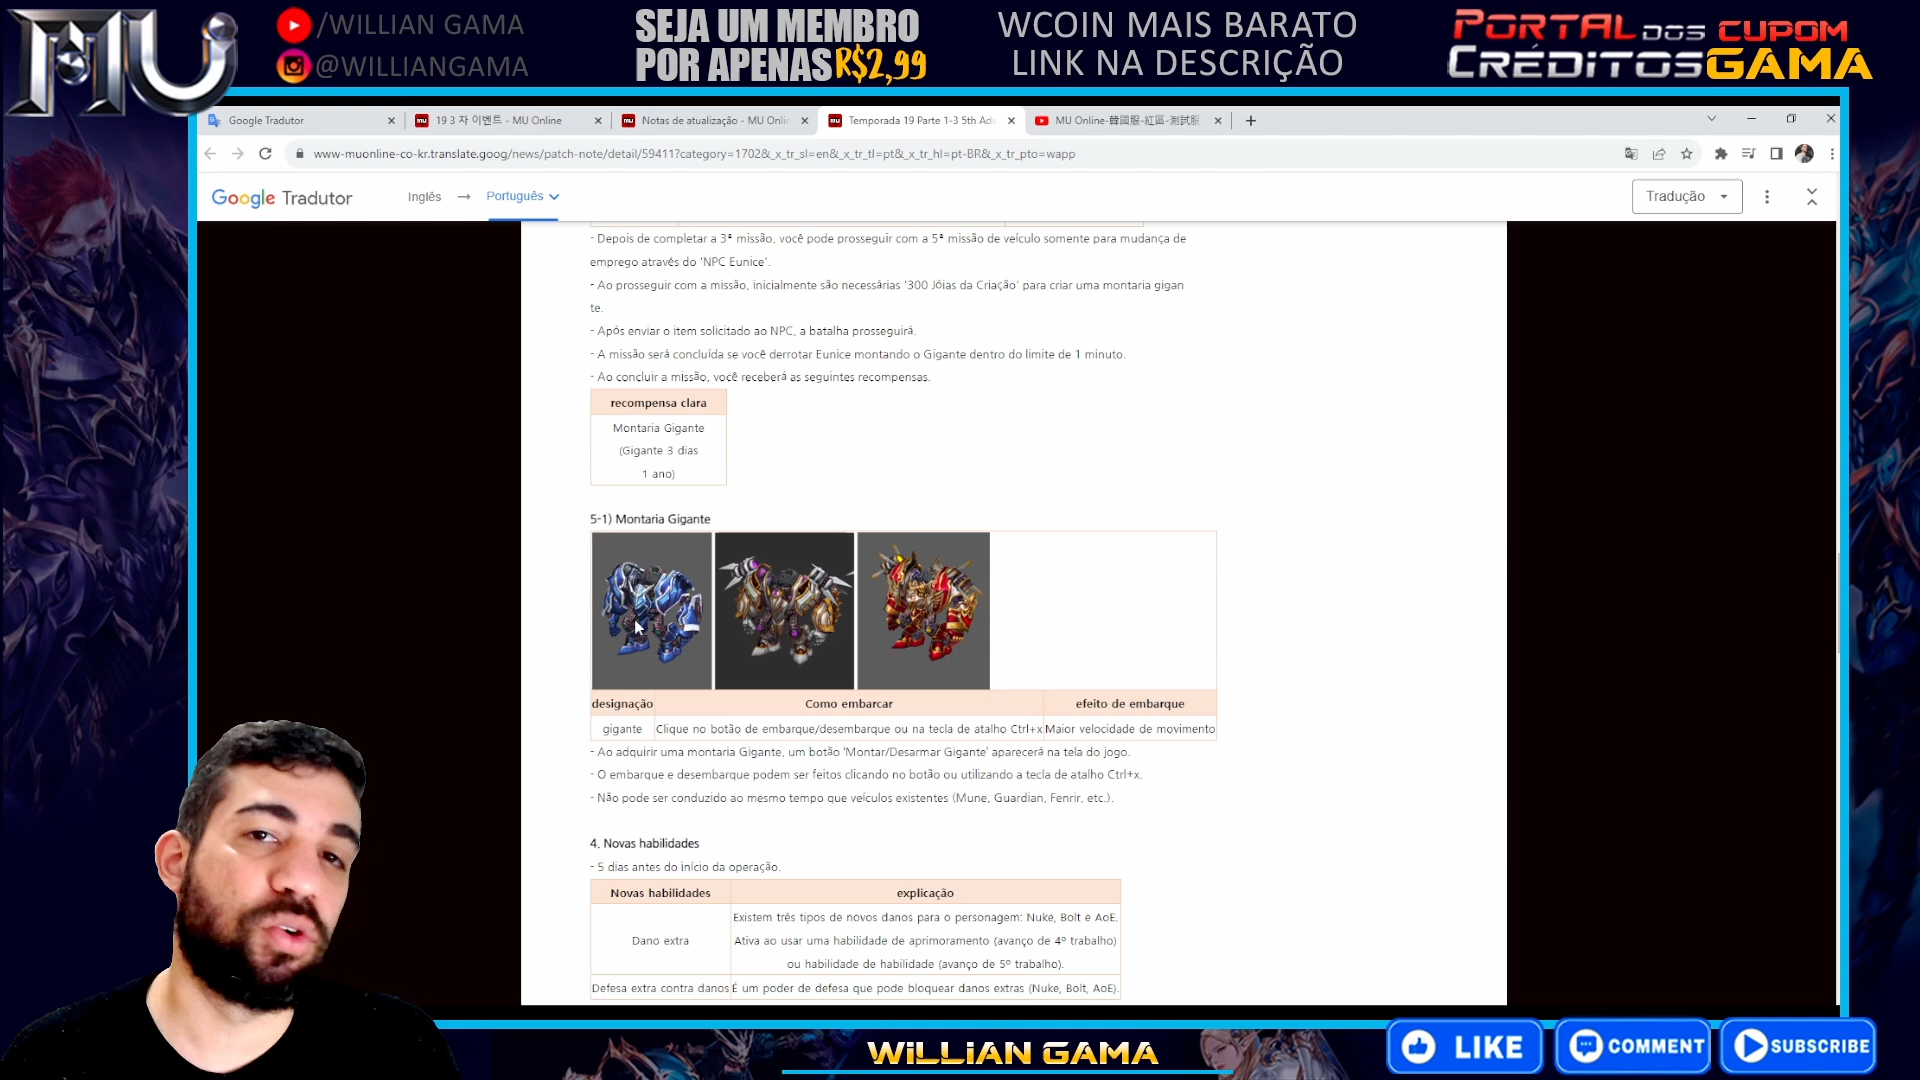 MU
/WILLIAN GAMA
@WILLIANGAMA
SEJA UM MEMBRO
POR APENAS R$2,99
WCOIN MAIS BARATO
LINK NA DESCRIÇÃO
PORTAL DOS CUPOM
CRÉDITOS GAMA
Google Tradutor
19 3 차 이벤트 - MU Online
Notas de atualização - MU Onlin
Temporada 19 Parte 1-3 5th Adv
MU Online-韓國服-紅區-測試服
www-muonline-co-kr.translate.goog/news/patch-note/detail/59411?category=1702&_x_tr_sl=en&_x_tr_tl=pt&_x_tr_hl=pt-BR&_x_tr_pto=wapp
Google Tradutor
Inglês → Português
Tradução
- Depois de completar a 3ª missão, você pode prosseguir com a 5ª missão de veículo somente para mudança de
emprego através do 'NPC Eunice'.
- Ao prosseguir com a missão, inicialmente são necessárias '300 Jóias da Criação' para criar uma montaria gigan
te.
- Após enviar o item solicitado ao NPC, a batalha prosseguirá.
- A missão será concluída se você derrotar Eunice montando o Gigante dentro do limite de 1 minuto.
- Ao concluir a missão, você receberá as seguintes recompensas.
recompensa clara
Montaria Gigante
(Gigante 3 dias
1 ano)
5-1) Montaria Gigante
designação Como embarcar efeito de embarque
gigante Clique no botão de embarque/desembarque ou na tecla de atalho Ctrl+x Maior velocidade de movimento
- Ao adquirir uma montaria Gigante, um botão 'Montar/Desarmar Gigante' aparecerá na tela do jogo.
- O embarque e desembarque podem ser feitos clicando no botão ou utilizando a tecla de atalho Ctrl+x.
- Não pode ser conduzido ao mesmo tempo que veículos existentes (Mune, Guardian, Fenrir, etc.).
4. Novas habilidades
- 5 dias antes do início da operação.
Novas habilidades explicação
Existem três tipos de novos danos para o personagem: Nuke, Bolt e AoE.
Dano extra Ativa ao usar uma habilidade de aprimoramento (avanço de 4º trabalho)
ou habilidade de habilidade (avanço de 5º trabalho).
Defesa extra contra danos É um poder de defesa que pode bloquear danos extras (Nuke, Bolt, AoE).
WiLLiAN GAMA
LIKE
COMMENT
SUBSCRIBE